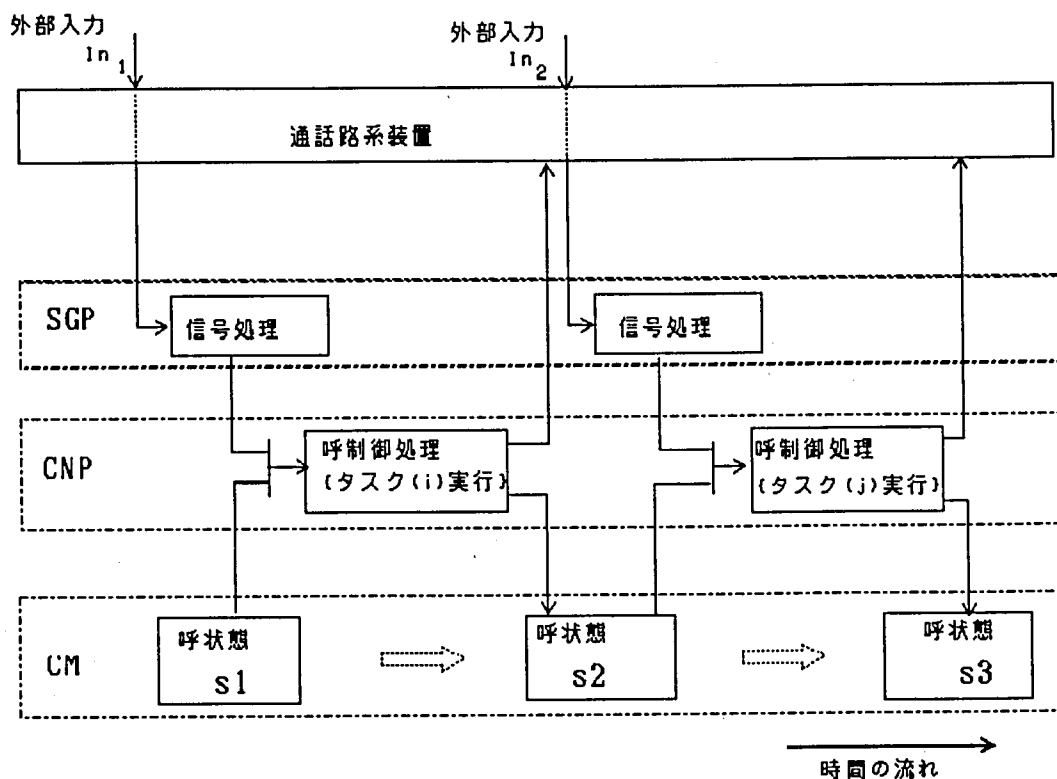 外部入力
In1
外部入力
In2
通話路系装置
SGP
信号処理
信号処理
CNP
呼制御処理
(タスク(i)実行}
呼制御処理
(タスク(j)実行}
CM
呼状態
s1
呼状態
s2
呼状態
s3
時間の流れ